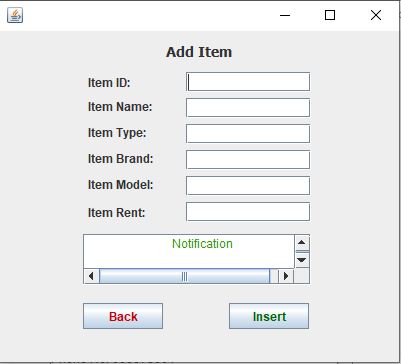 Add Item
Item ID:
Item Name:
Item Type:
Item Brand:
Item Model:
Item Rent:
Notification
Back Insert